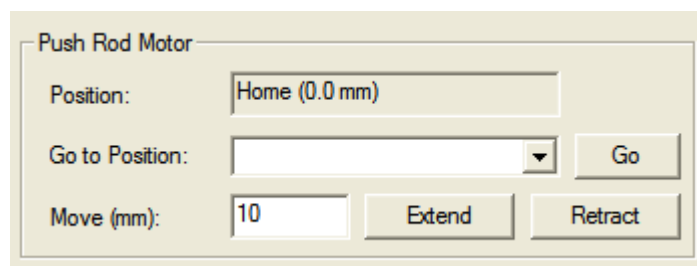 Push Rod Motor
Position: Home (0.0 mm)
Go to Position: Go
Move (mm): 10 Extend Retract